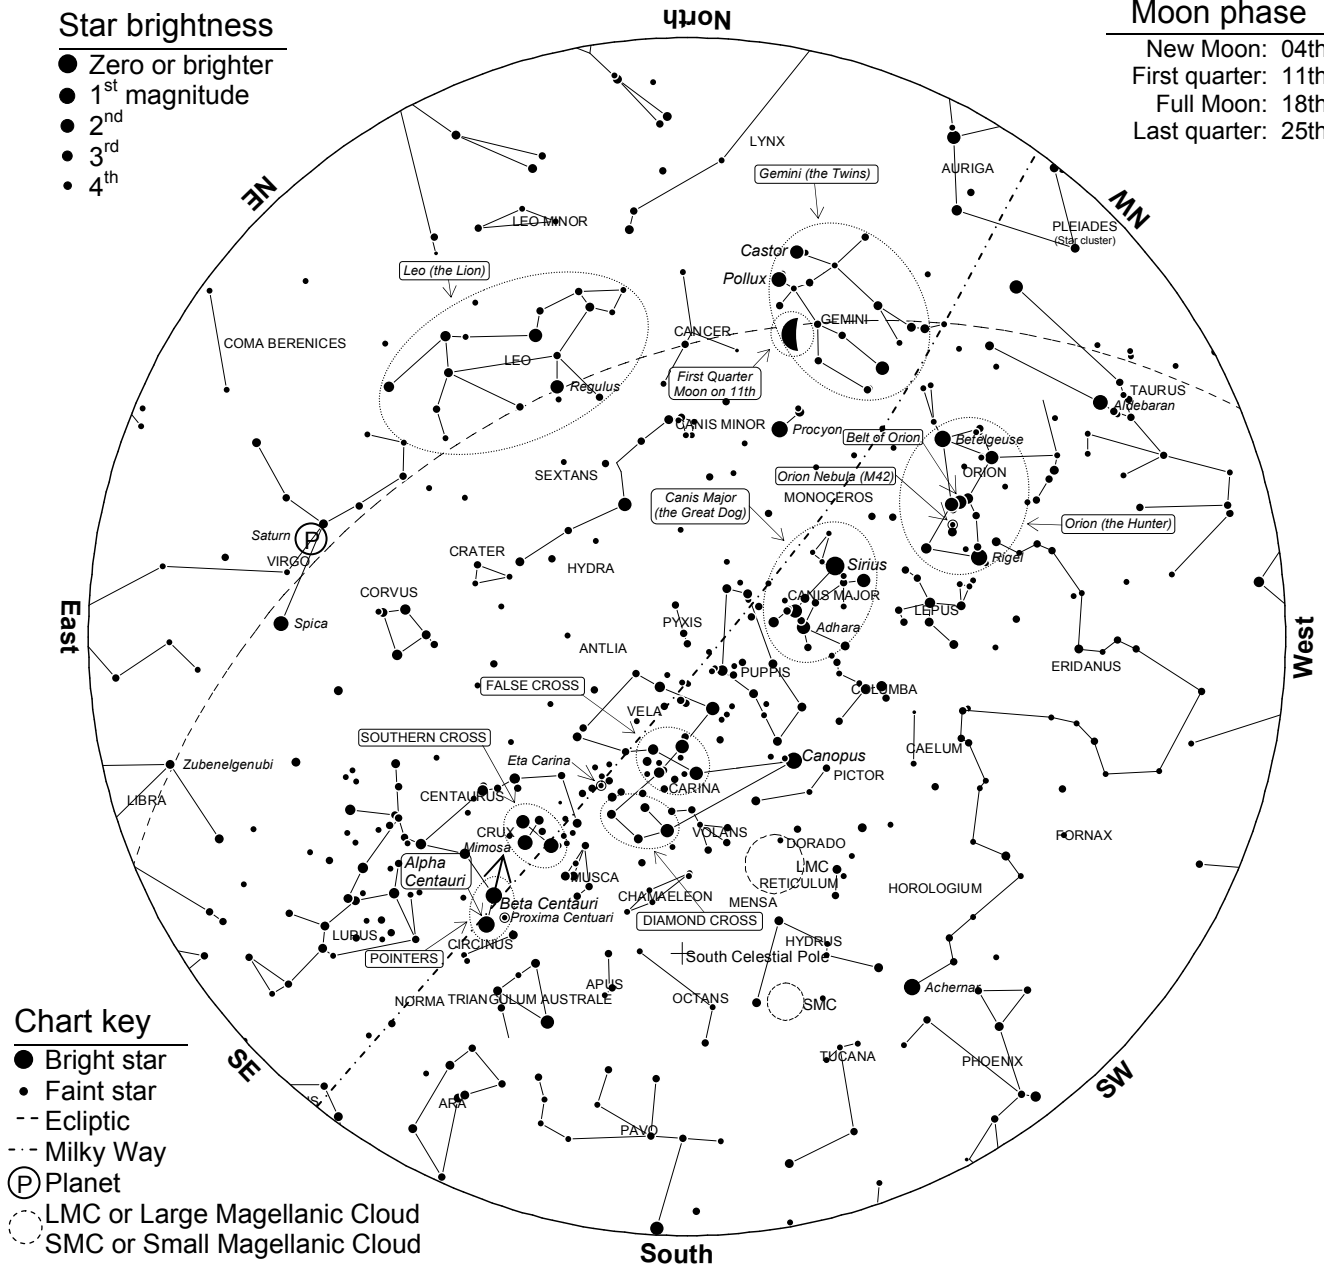 North
Star brightness
Zero or brighter
1st magnitude
2nd
3rd
4th
Moon phase
New Moon: 04th
First quarter: 11th
Full Moon: 18th
Last quarter: 25th
NE
NW
LYNX
AURIGA
Gemini (the Twins)
PLEIADES
(Star cluster)
LEO MINOR
Castor
Pollux
Leo (the Lion)
GEMINI
CANCER
COMA BERENICES
LEO
First Quarter
Moon on 11th
Regulus
TAURUS
Aldebaran
CANIS MINOR
Procyon
Belt of Orion
Betelgeuse
ORION
SEXTANS
Orion Nebula (M42)
Canis Major
(the Great Dog)
MONOCEROS
Orion (the Hunter)
Saturn
P
VIRGO
CRATER
HYDRA
Sirius
Rigel
CORVUS
CANIS MAJOR
LEPUS
East
Spica
PYXIS
Adhara
West
ANTLIA
ERIDANUS
PUPPIS
FALSE CROSS
COLUMBA
VELA
SOUTHERN CROSS
CAELUM
Eta Carina
Canopus
Zubenelgenubi
PICTOR
CARINA
LIBRA
CENTAURUS
CRUX
VOLANS
FORNAX
Mimosa
DORADO
Alpha
Centauri
LMC
MUSCA
RETICULUM
HOROLOGIUM
CHAMAELEON
MENSA
Beta Centauri
Proxima Centuari
DIAMOND CROSS
LUPUS
CIRCINUS
HYDRUS
POINTERS
South Celestial Pole
APUS
Achernar
NORMA
TRIANGULUM AUSTRALE
OCTANS
SMC
TUCANA
PHOENIX
SE
SW
US
ARA
PAVO
South
Chart key
Bright star
Faint star
Ecliptic
Milky Way
P Planet
LMC or Large Magellanic Cloud
SMC or Small Magellanic Cloud